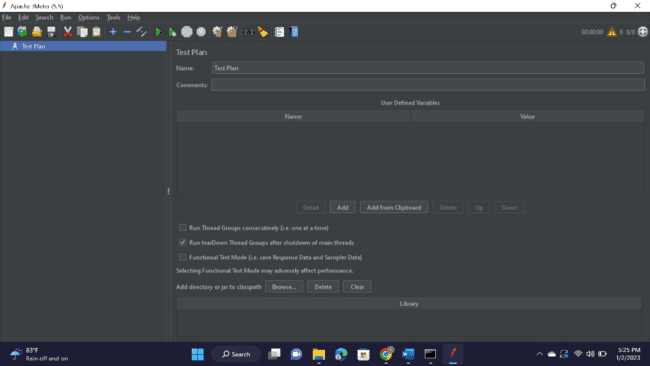 Apache JMeter (5.5)
File Edit Search Run Options Tools Help
00:00:00 0 0/0
Test Plan
Test Plan
Name: Test Plan
Comments:
User Defined Variables
Name: Value
Detail Add Add from Clipboard Delete Up Down
Run Thread Groups consecutively (i.e. one at a time)
Run tearDown Thread Groups after shutdown of main threads
Functional Test Mode (i.e. save Response Data and Sampler Data)
Selecting Functional Test Mode may adversely affect performance.
Add directory or jar to classpath Browse... Delete Clear
Library
83°F
Rain off and on
Search
5:25 PM
1/2/2023